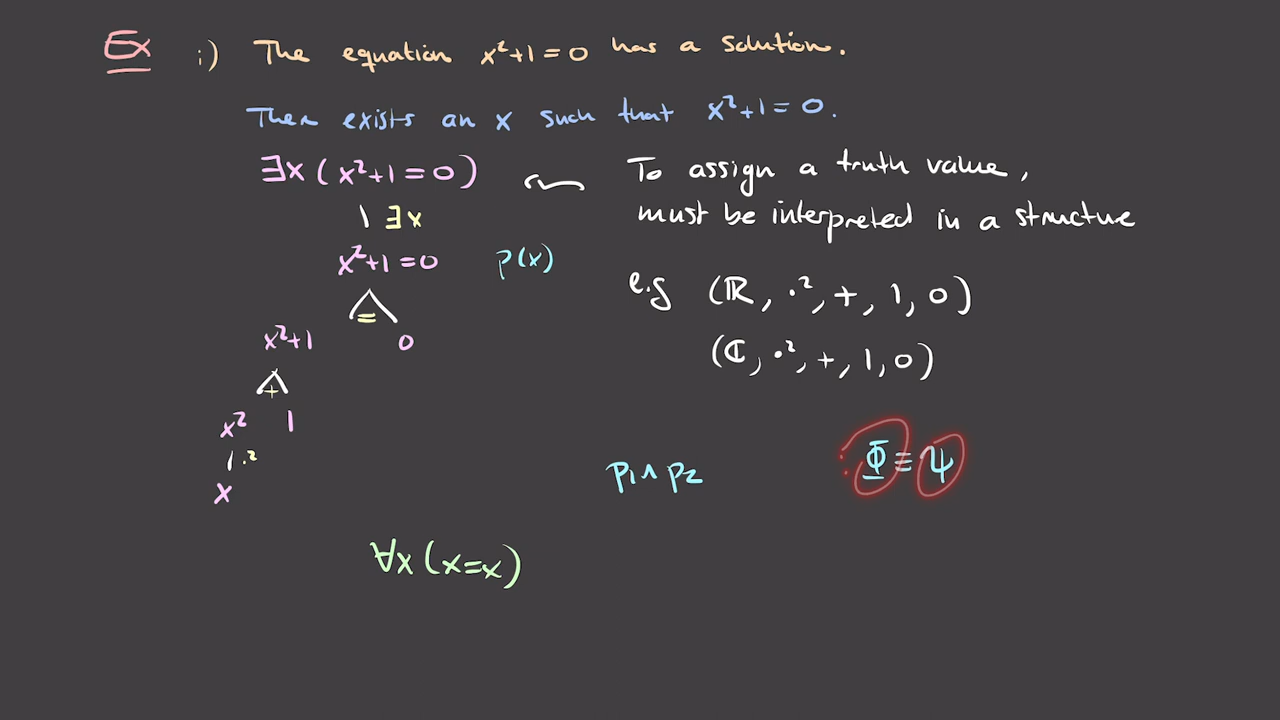 Ex i) The equation x²+1=0 has a solution.
Ther exists an x such that x²+1=0.
∃x(x²+1=0)
To assign a truth value,
must be interpreted in a structure
∃x
x²+1=0 p(x)
e.g (ℝ, ·², +, 1, 0)
=
x²+1 0
(ℂ, ·², +, 1, 0)
+
x² 1
·²
x
p₁∧p₂
Φ≡Ψ
∀x(x=x)